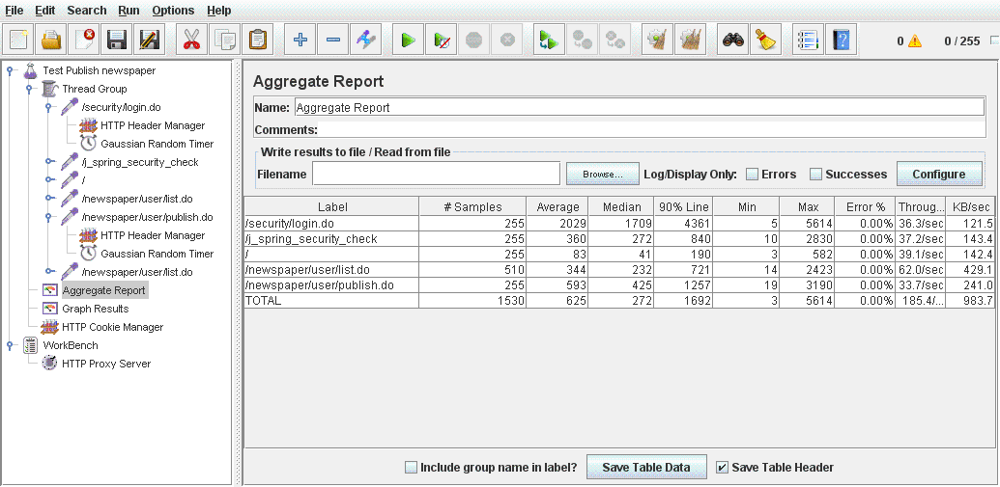 File Edit Search Run Options Help
0 0 / 255
Test Publish newspaper
Thread Group
/security/login.do
HTTP Header Manager
Gaussian Random Timer
/j_spring_security_check
/
/newspaper/user/list.do
/newspaper/user/publish.do
HTTP Header Manager
Gaussian Random Timer
/newspaper/user/list.do
Aggregate Report
Graph Results
HTTP Cookie Manager
WorkBench
HTTP Proxy Server
Aggregate Report
Name: Aggregate Report
Comments:
Write results to file / Read from file
Filename Browse... Log/Display Only: Errors Successes Configure
Label # Samples Average Median 90% Line Min Max Error % Throug... KB/sec
/security/login.do 255 2029 1709 4361 5 5614 0.00% 36.3/sec 121.5
/j_spring_security_check 255 360 272 840 10 2830 0.00% 37.2/sec 143.4
/ 255 83 41 190 3 582 0.00% 39.1/sec 142.4
/newspaper/user/list.do 510 344 232 721 14 2423 0.00% 62.0/sec 429.1
/newspaper/user/publish.do 255 593 425 1257 19 3190 0.00% 33.7/sec 241.0
TOTAL 1530 625 272 1692 3 5614 0.00% 185.4/... 983.7
Include group name in label? Save Table Data Save Table Header